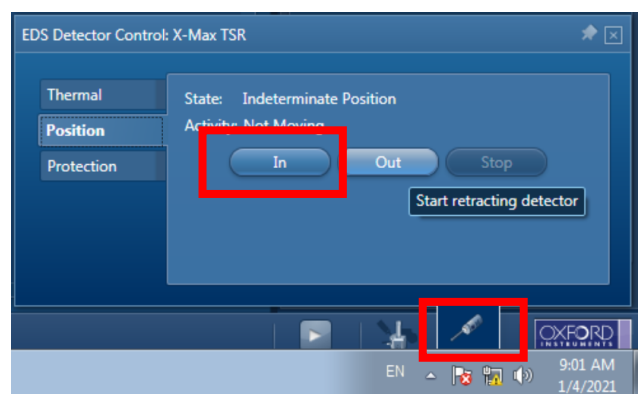 EDS Detector Control: X-Max TSR
Thermal
Position
Protection
State: Indeterminate Position
Activity: Not Moving
In Out Stop
Start retracting detector
OXFORD
INSTRUMENTS
EN
9:01 AM
1/4/2021